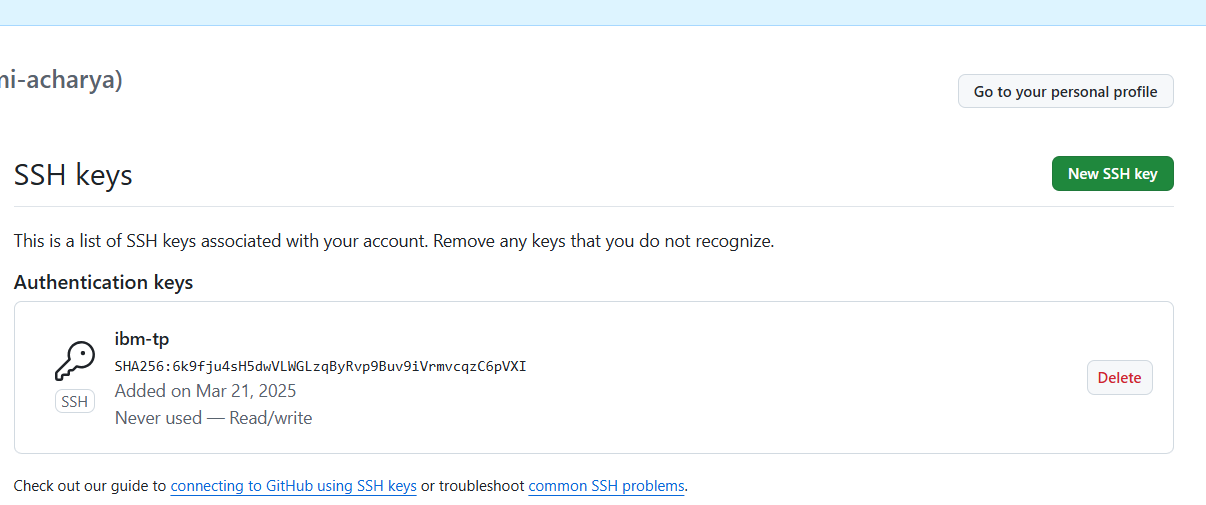 ni-acharya)
Go to your personal profile
SSH keys
New SSH key
This is a list of SSH keys associated with your account. Remove any keys that you do not recognize.
Authentication keys
ibm-tp
SHA256:6k9fju4sH5dwVLWGLzqByRvp9Buv9iVrmvcqzC6pVXI
Added on Mar 21, 2025
Never used — Read/write
SSH
Delete
Check out our guide to connecting to GitHub using SSH keys or troubleshoot common SSH problems.